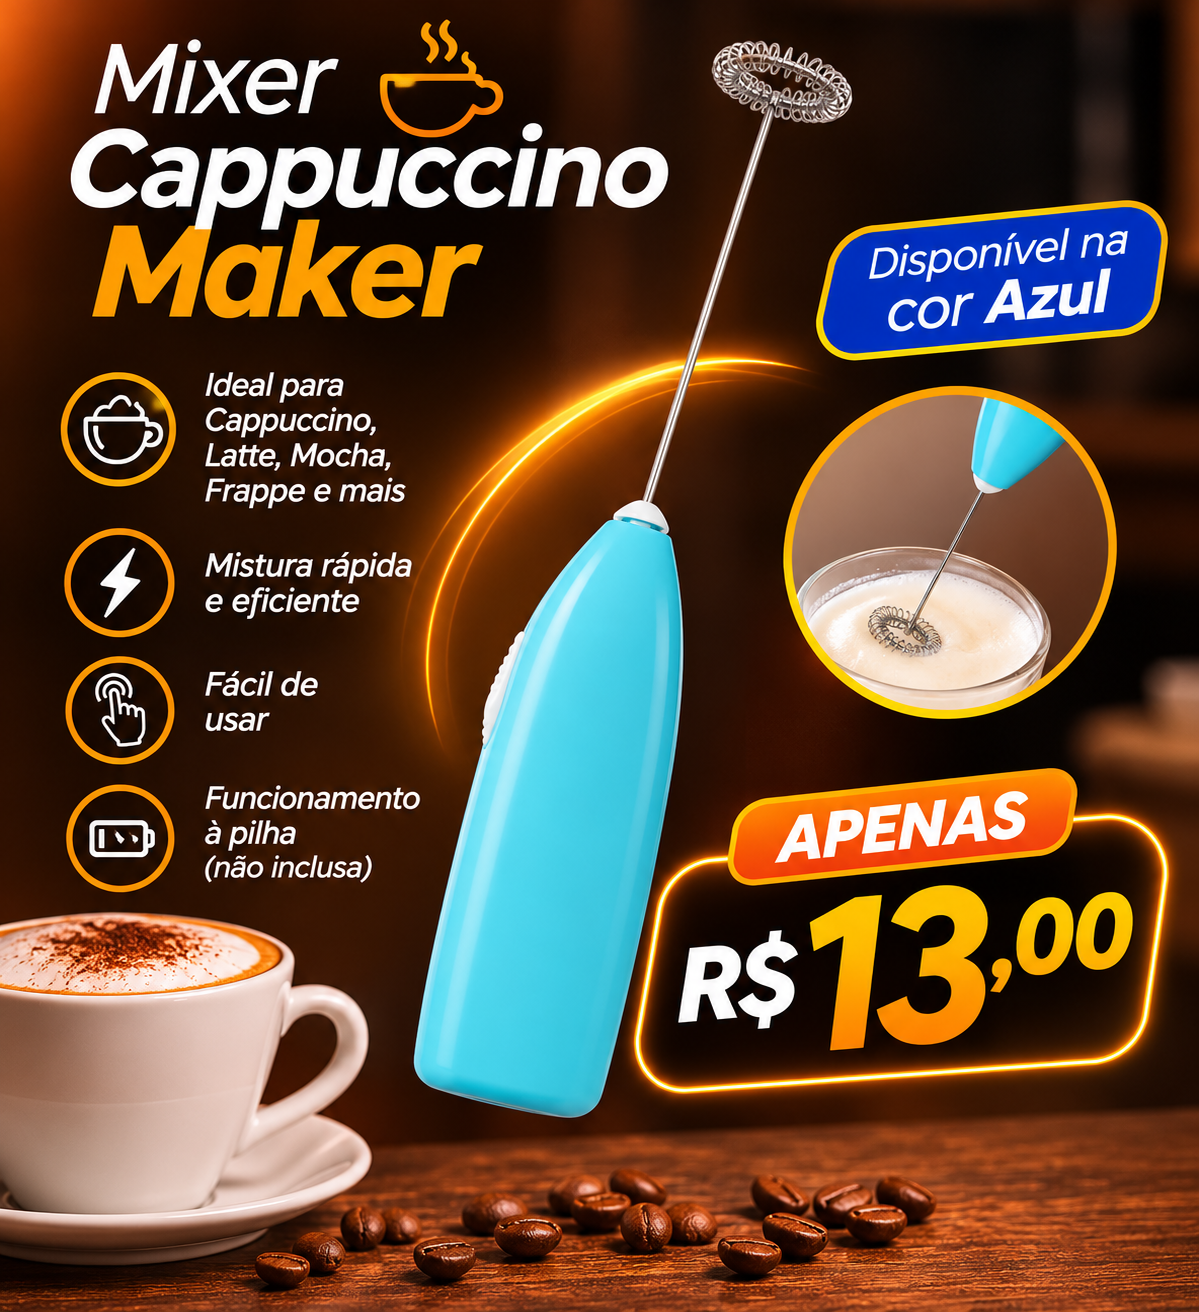 Mixer
Cappuccino
Maker
Disponível na
cor Azul
Ideal para
Cappuccino,
Latte, Mocha,
Frappe e mais
Mistura rápida
e eficiente
Fácil de
usar
Funcionamento
à pilha
(não inclusa)
APENAS
R$13,00